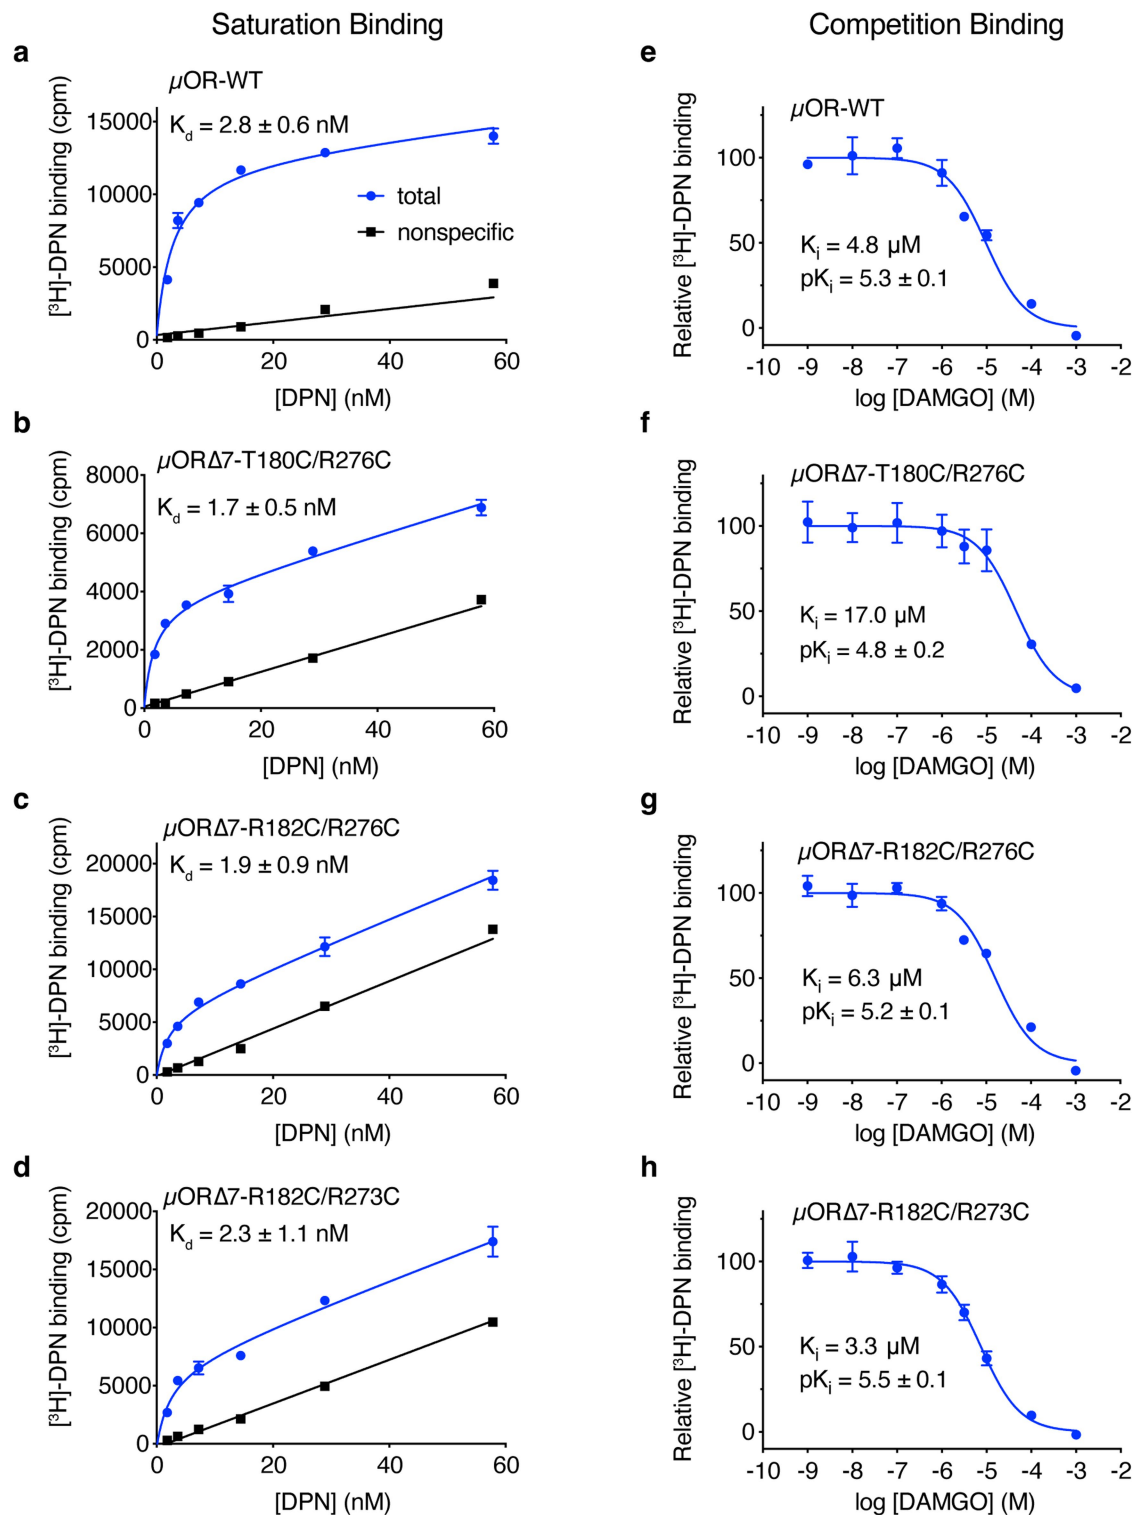 Saturation Binding
Competition Binding
a
μOR-WT
K_d = 2.8 ± 0.6 nM
[³H]-DPN binding (cpm)
15000
10000
5000
0
total
nonspecific
0 20 40 60
[DPN] (nM)
e
μOR-WT
Relative [³H]-DPN binding
100
50
0
K_i = 4.8 μM
pK_i = 5.3 ± 0.1
-10 -9 -8 -7 -6 -5 -4 -3 -2
log [DAMGO] (M)
b
μORΔ7-T180C/R276C
K_d = 1.7 ± 0.5 nM
[³H]-DPN binding (cpm)
8000
6000
4000
2000
0
0 20 40 60
[DPN] (nM)
f
μORΔ7-T180C/R276C
Relative [³H]-DPN binding
100
50
0
K_i = 17.0 μM
pK_i = 4.8 ± 0.2
-10 -9 -8 -7 -6 -5 -4 -3 -2
log [DAMGO] (M)
c
μORΔ7-R182C/R276C
K_d = 1.9 ± 0.9 nM
[³H]-DPN binding (cpm)
20000
15000
10000
5000
0
0 20 40 60
[DPN] (nM)
g
μORΔ7-R182C/R276C
Relative [³H]-DPN binding
100
50
0
K_i = 6.3 μM
pK_i = 5.2 ± 0.1
-10 -9 -8 -7 -6 -5 -4 -3 -2
log [DAMGO] (M)
d
μORΔ7-R182C/R273C
K_d = 2.3 ± 1.1 nM
[³H]-DPN binding (cpm)
20000
15000
10000
5000
0
0 20 40 60
[DPN] (nM)
h
μORΔ7-R182C/R273C
Relative [³H]-DPN binding
100
50
0
K_i = 3.3 μM
pK_i = 5.5 ± 0.1
-10 -9 -8 -7 -6 -5 -4 -3 -2
log [DAMGO] (M)